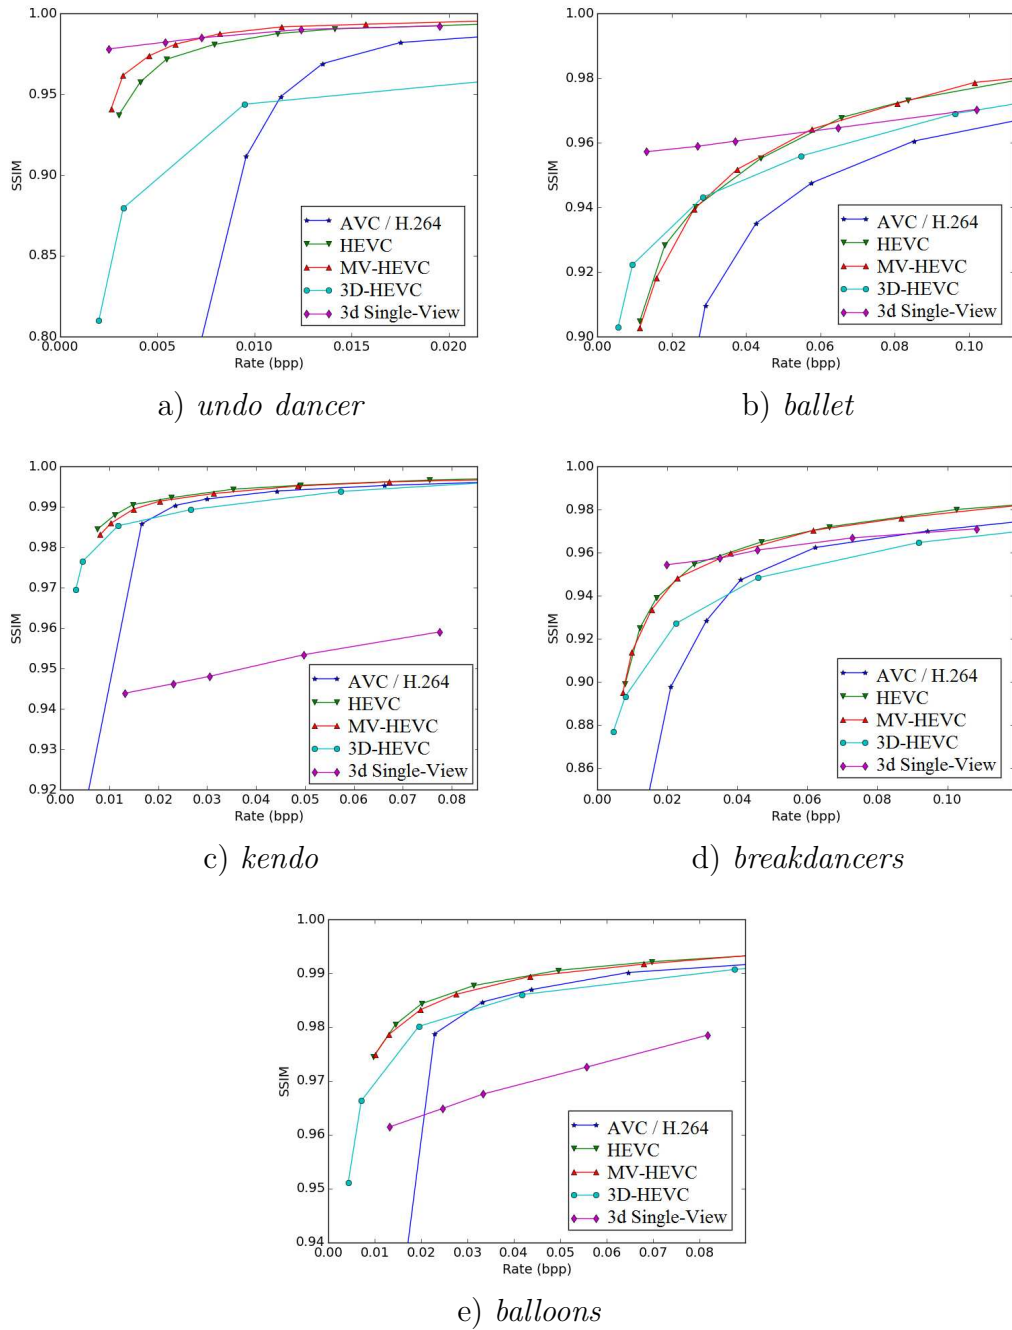 1.00
0.95
0.90
0.85
0.80
SSIM
0.000 0.005 0.010 0.015 0.020
Rate (bpp)
AVC / H.264
HEVC
MV-HEVC
3D-HEVC
3d Single-View
a) undo dancer
1.00
0.98
0.96
0.94
0.92
0.90
SSIM
0.00 0.02 0.04 0.06 0.08 0.10
Rate (bpp)
AVC / H.264
HEVC
MV-HEVC
3D-HEVC
3d Single-View
b) ballet
1.00
0.99
0.98
0.97
0.96
0.95
0.94
0.93
0.92
SSIM
0.00 0.01 0.02 0.03 0.04 0.05 0.06 0.07 0.08
Rate (bpp)
AVC / H.264
HEVC
MV-HEVC
3D-HEVC
3d Single-View
c) kendo
1.00
0.98
0.96
0.94
0.92
0.90
0.88
0.86
SSIM
0.00 0.02 0.04 0.06 0.08 0.10
Rate (bpp)
AVC / H.264
HEVC
MV-HEVC
3D-HEVC
3d Single-View
d) breakdancers
1.00
0.99
0.98
0.97
0.96
0.95
0.94
SSIM
0.00 0.01 0.02 0.03 0.04 0.05 0.06 0.07 0.08
Rate (bpp)
AVC / H.264
HEVC
MV-HEVC
3D-HEVC
3d Single-View
e) balloons